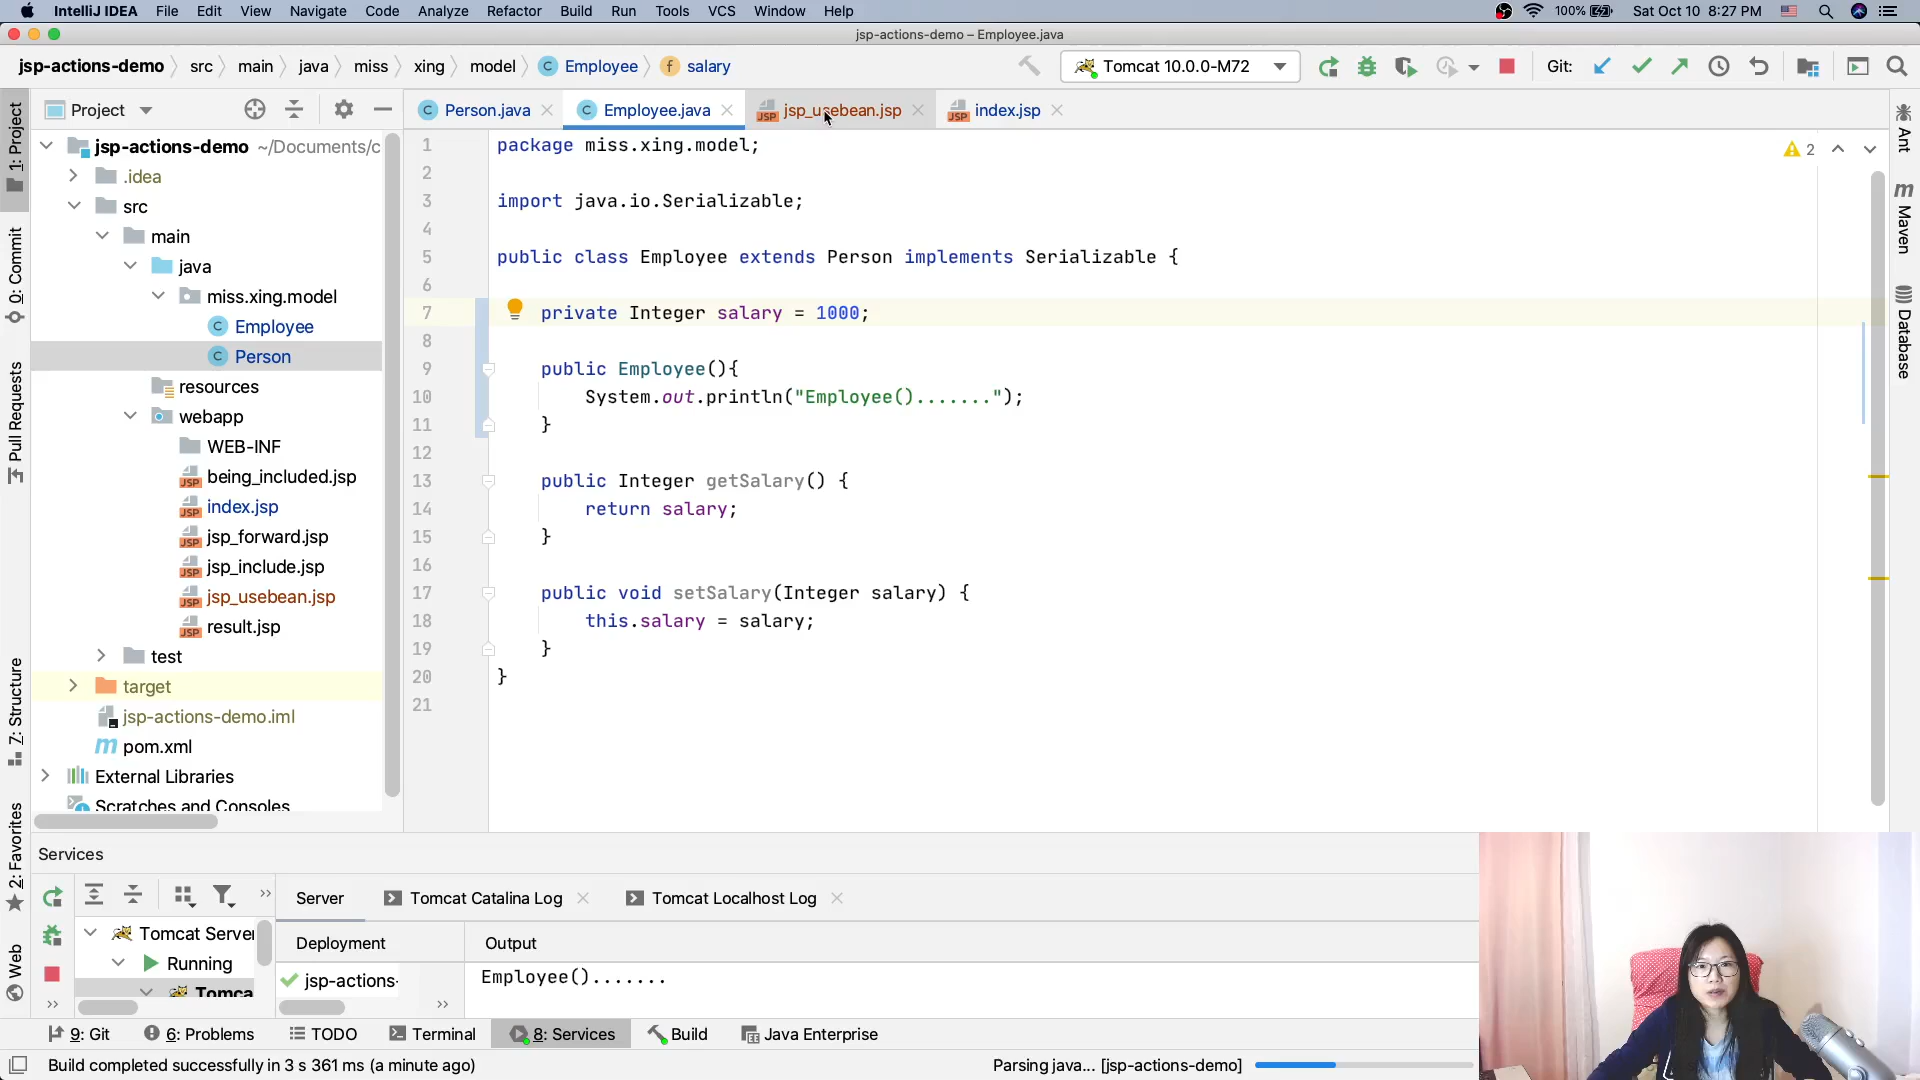 IntelliJ IDEA File Edit View Navigate Code Analyze Refactor Build Run Tools VCS Window Help 100% Sat Oct 10 8:27 PM
jsp-actions-demo – Employee.java
jsp-actions-demo src main java miss xing model Employee salary Tomcat 10.0.0-M72 Git:
Project
Person.java
Employee.java
jsp_usebean.jsp
index.jsp
1: Project
0: Commit
Pull Requests
Z: Structure
2: Favorites
Web
jsp-actions-demo ~/Documents/c
.idea
src
main
java
miss.xing.model
Employee
Person
resources
webapp
WEB-INF
being_included.jsp
index.jsp
jsp_forward.jsp
jsp_include.jsp
jsp_usebean.jsp
result.jsp
test
target
jsp-actions-demo.iml
pom.xml
External Libraries
Scratches and Consoles
1 package miss.xing.model;
2
3 import java.io.Serializable;
4
5 public class Employee extends Person implements Serializable {
6
7 private Integer salary = 1000;
8
9 public Employee(){
10 System.out.println("Employee().......");
11 }
12
13 public Integer getSalary() {
14 return salary;
15 }
16
17 public void setSalary(Integer salary) {
18 this.salary = salary;
19 }
20 }
21
2
Ant
Maven
Database
Services
Server
Tomcat Catalina Log
Tomcat Localhost Log
Tomcat Server
Running
Tomca
Deployment
jsp-actions-
Output
Employee().......
9: Git 6: Problems TODO Terminal 8: Services Build Java Enterprise
Build completed successfully in 3 s 361 ms (a minute ago)
Parsing java... [jsp-actions-demo]